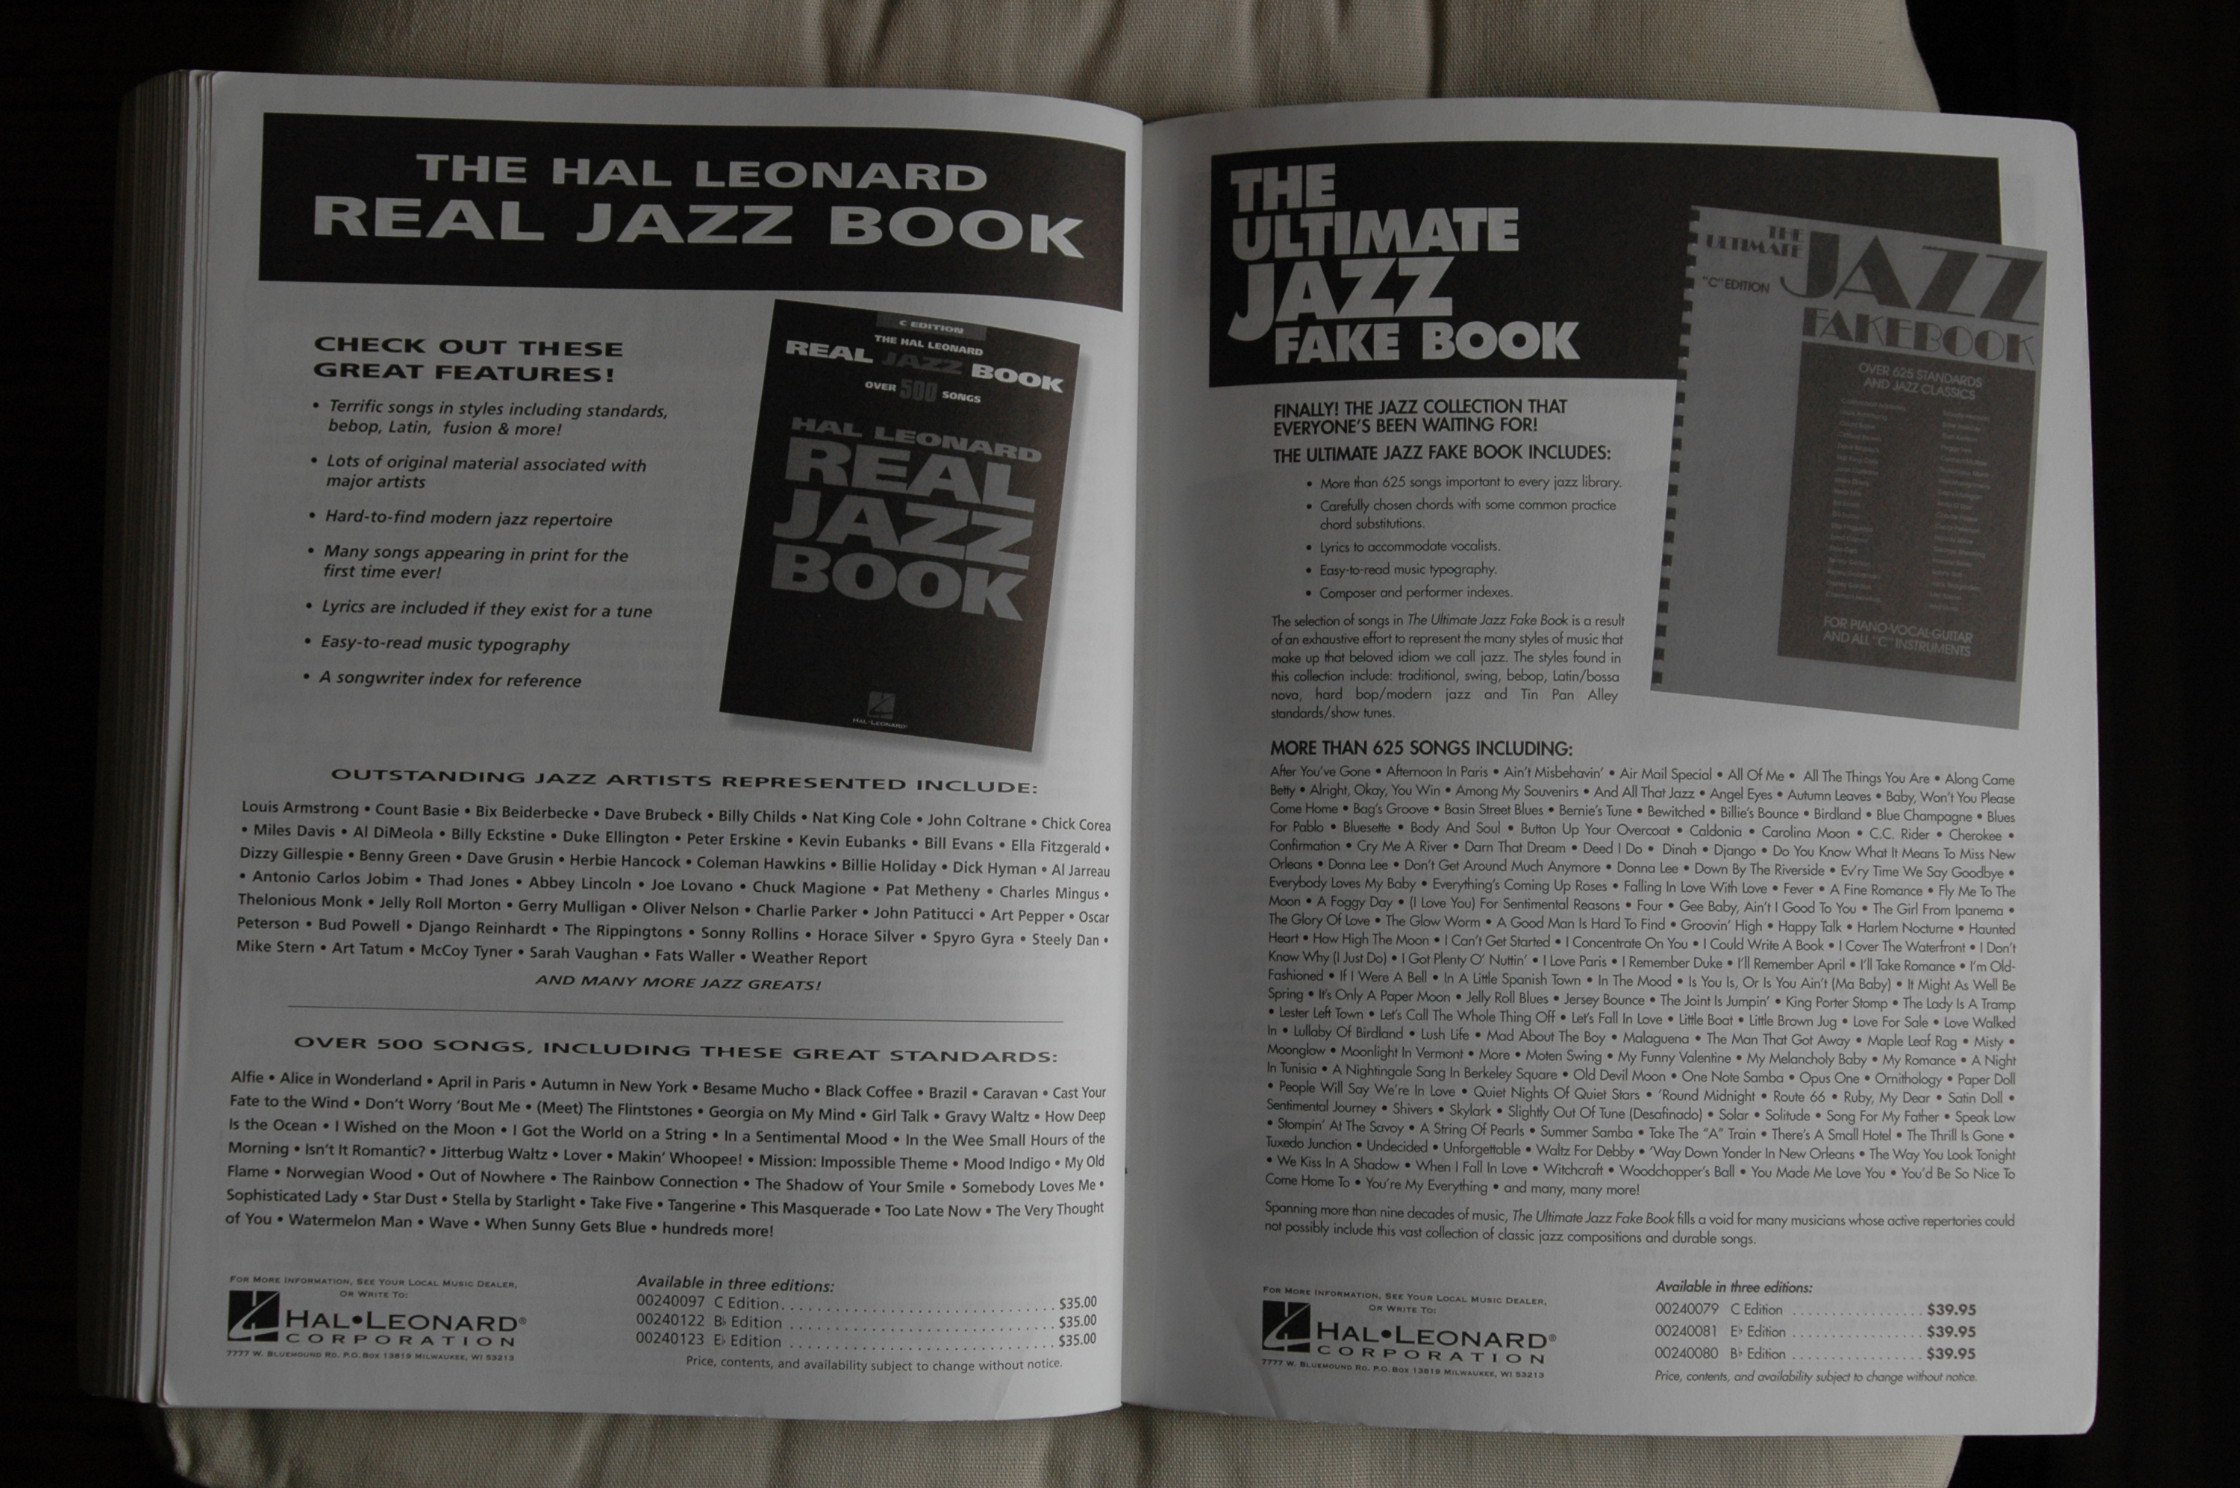 THE HAL LEONARD
REAL JAZZ BOOK
CHECK OUT THESE
GREAT FEATURES!
• Terrific songs in styles including standards,
bebop, Latin, fusion & more!
• Lots of original material associated with
major artists
• Hard-to-find modern jazz repertoire
• Many songs appearing in print for the
first time ever!
• Lyrics are included if they exist for a tune
• Easy-to-read music typography
• A songwriter index for reference
C EDITION
THE HAL LEONARD
REAL JAZZ BOOK
OVER 500 SONGS
HAL LEONARD
REAL
JAZZ
BOOK
HAL•LEONARD
OUTSTANDING JAZZ ARTISTS REPRESENTED INCLUDE:
Louis Armstrong • Count Basie • Bix Beiderbecke • Dave Brubeck • Billy Childs • Nat King Cole • John Coltrane • Chick Corea
• Miles Davis • Al DiMeola • Billy Eckstine • Duke Ellington • Peter Erskine • Kevin Eubanks • Bill Evans • Ella Fitzgerald •
Dizzy Gillespie • Benny Green • Dave Grusin • Herbie Hancock • Coleman Hawkins • Billie Holiday • Dick Hyman • Al Jarreau
• Antonio Carlos Jobim • Thad Jones • Abbey Lincoln • Joe Lovano • Chuck Magione • Pat Metheny • Charles Mingus •
Thelonious Monk • Jelly Roll Morton • Gerry Mulligan • Oliver Nelson • Charlie Parker • John Patitucci • Art Pepper • Oscar
Peterson • Bud Powell • Django Reinhardt • The Rippingtons • Sonny Rollins • Horace Silver • Spyro Gyra • Steely Dan •
Mike Stern • Art Tatum • McCoy Tyner • Sarah Vaughan • Fats Waller • Weather Report
AND MANY MORE JAZZ GREATS!
OVER 500 SONGS, INCLUDING THESE GREAT STANDARDS:
Alfie • Alice in Wonderland • April in Paris • Autumn in New York • Besame Mucho • Black Coffee • Brazil • Caravan • Cast Your
Fate to the Wind • Don't Worry 'Bout Me • (Meet) The Flintstones • Georgia on My Mind • Girl Talk • Gravy Waltz • How Deep
Is the Ocean • I Wished on the Moon • I Got the World on a String • In a Sentimental Mood • In the Wee Small Hours of the
Morning • Isn't It Romantic? • Jitterbug Waltz • Lover • Makin' Whoopee! • Mission: Impossible Theme • Mood Indigo • My Old
Flame • Norwegian Wood • Out of Nowhere • The Rainbow Connection • The Shadow of Your Smile • Somebody Loves Me •
Sophisticated Lady • Star Dust • Stella by Starlight • Take Five • Tangerine • This Masquerade • Too Late Now • The Very Thought
of You • Watermelon Man • Wave • When Sunny Gets Blue • hundreds more!
FOR MORE INFORMATION, SEE YOUR LOCAL MUSIC DEALER,
OR WRITE TO:
HAL•LEONARD®
CORPORATION
7777 W. BLUEMOUND RD. P.O. BOX 13819 MILWAUKEE, WI 53213
Available in three editions:
00240097 C Edition . . . . . . . . . . $35.00
00240122 B♭ Edition . . . . . . . . . . $35.00
00240123 E♭ Edition . . . . . . . . . . $35.00
Price, contents, and availability subject to change without notice.
THE
ULTIMATE
JAZZ
FAKE BOOK
THE
ULTIMATE
JAZZ
"C" EDITION
FAKEBOOK
OVER 625 STANDARDS
AND JAZZ CLASSICS
FOR PIANO•VOCAL•GUITAR
AND ALL "C" INSTRUMENTS
FINALLY! THE JAZZ COLLECTION THAT
EVERYONE'S BEEN WAITING FOR!
THE ULTIMATE JAZZ FAKE BOOK INCLUDES:
• More than 625 songs important to every jazz library.
• Carefully chosen chords with some common practice
chord substitutions.
• Lyrics to accommodate vocalists.
• Easy-to-read music typography.
• Composer and performer indexes.
The selection of songs in The Ultimate Jazz Fake Book is a result
of an exhaustive effort to represent the many styles of music that
make up that beloved idiom we call jazz. The styles found in
this collection include: traditional, swing, bebop, Latin/bossa
nova, hard bop/modern jazz and Tin Pan Alley
standards/show tunes.
MORE THAN 625 SONGS INCLUDING:
After You've Gone • Afternoon In Paris • Ain't Misbehavin' • Air Mail Special • All Of Me • All The Things You Are • Along Came
Betty • Alright, Okay, You Win • Among My Souvenirs • And All That Jazz • Angel Eyes • Autumn Leaves • Baby, Won't You Please
Come Home • Bag's Groove • Basin Street Blues • Bernie's Tune • Bewitched • Billie's Bounce • Birdland • Blue Champagne • Blues
For Pablo • Bluesette • Body And Soul • Button Up Your Overcoat • Caldonia • Carolina Moon • C.C. Rider • Cherokee •
Confirmation • Cry Me A River • Darn That Dream • Deed I Do • Dinah • Django • Do You Know What It Means To Miss New
Orleans • Donna Lee • Don't Get Around Much Anymore • Donna Lee • Down By The Riverside • Ev'ry Time We Say Goodbye •
Everybody Loves My Baby • Everything's Coming Up Roses • Falling In Love With Love • Fever • A Fine Romance • Fly Me To The
Moon • A Foggy Day • (I Love You) For Sentimental Reasons • Four • Gee Baby, Ain't I Good To You • The Girl From Ipanema •
The Glory Of Love • The Glow Worm • A Good Man Is Hard To Find • Groovin' High • Happy Talk • Harlem Nocturne • Haunted
Heart • How High The Moon • I Can't Get Started • I Concentrate On You • I Could Write A Book • I Cover The Waterfront • I Don't
Know Why (I Just Do) • I Got Plenty O' Nuttin' • I Love Paris • I Remember Duke • I'll Remember April • I'll Take Romance • I'm Old-
Fashioned • If I Were A Bell • In A Little Spanish Town • In The Mood • Is You Is, Or Is You Ain't (Ma Baby) • It Might As Well Be
Spring • It's Only A Paper Moon • Jelly Roll Blues • Jersey Bounce • The Joint Is Jumpin' • King Porter Stomp • The Lady Is A Tramp
• Lester Left Town • Let's Call The Whole Thing Off • Let's Fall In Love • Little Boat • Little Brown Jug • Love For Sale • Love Walked
In • Lullaby Of Birdland • Lush Life • Mad About The Boy • Malaguena • The Man That Got Away • Maple Leaf Rag • Misty •
Moonglow • Moonlight In Vermont • More • Moten Swing • My Funny Valentine • My Melancholy Baby • My Romance • A Night
In Tunisia • A Nightingale Sang In Berkeley Square • Old Devil Moon • One Note Samba • Opus One • Ornithology • Paper Doll
• People Will Say We're In Love • Quiet Nights Of Quiet Stars • 'Round Midnight • Route 66 • Ruby, My Dear • Satin Doll •
Sentimental Journey • Shivers • Skylark • Slightly Out Of Tune (Desafinado) • Solar • Solitude • Song For My Father • Speak Low
• Stompin' At The Savoy • A String Of Pearls • Summer Samba • Take The "A" Train • There's A Small Hotel • The Thrill Is Gone •
Tuxedo Junction • Undecided • Unforgettable • Waltz For Debby • 'Way Down Yonder In New Orleans • The Way You Look Tonight
• We Kiss In A Shadow • When I Fall In Love • Witchcraft • Woodchopper's Ball • You Made Me Love You • You'd Be So Nice To
Come Home To • You're My Everything • and many, many more!
Spanning more than nine decades of music, The Ultimate Jazz Fake Book fills a void for many musicians whose active repertories could
not possibly include this vast collection of classic jazz compositions and durable songs.
FOR MORE INFORMATION, SEE YOUR LOCAL MUSIC DEALER,
OR WRITE TO:
HAL•LEONARD®
CORPORATION
7777 W. BLUEMOUND RD. P.O. BOX 13819 MILWAUKEE, WI 53213
Available in three editions:
00240079 C Edition . . . . . . . . . . $39.95
00240081 E♭ Edition . . . . . . . . . . $39.95
00240080 B♭ Edition . . . . . . . . . . $39.95
Price, contents, and availability subject to change without notice.